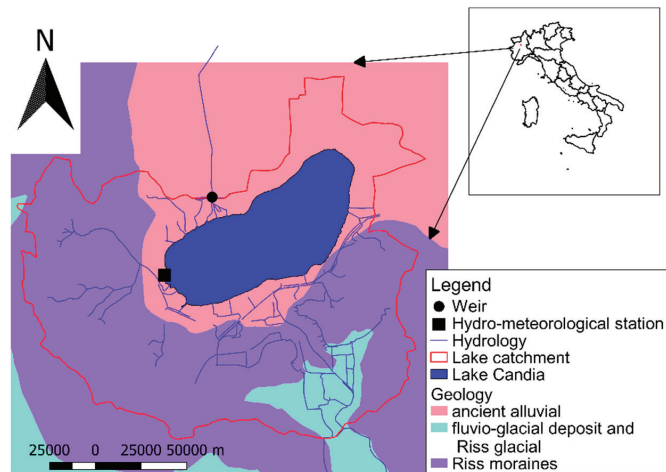 N
Legend
Weir
Hydro-meteorological station
Hydrology
Lake catchment
Lake Candia
Geology
ancient alluvial
fluvio-glacial deposit and
Riss glacial
Riss moraines
25000 0 25000 50000 m